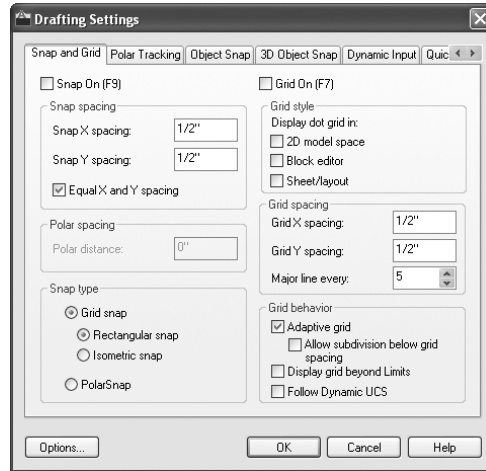 Drafting Settings
Snap and Grid
Polar Tracking
Object Snap
3D Object Snap
Dynamic Input
Quic
Snap On (F9)
Snap spacing
Snap X spacing:
1/2"
Snap Y spacing:
1/2"
Equal X and Y spacing
Polar spacing
Polar distance:
0"
Snap type
Grid snap
Rectangular snap
Isometric snap
PolarSnap
Grid On (F7)
Grid style
Display dot grid in:
2D model space
Block editor
Sheet/layout
Grid spacing
Grid X spacing:
1/2"
Grid Y spacing:
1/2"
Major line every:
5
Grid behavior
Adaptive grid
Allow subdivision below grid
spacing
Display grid beyond Limits
Follow Dynamic UCS
Options...
OK
Cancel
Help